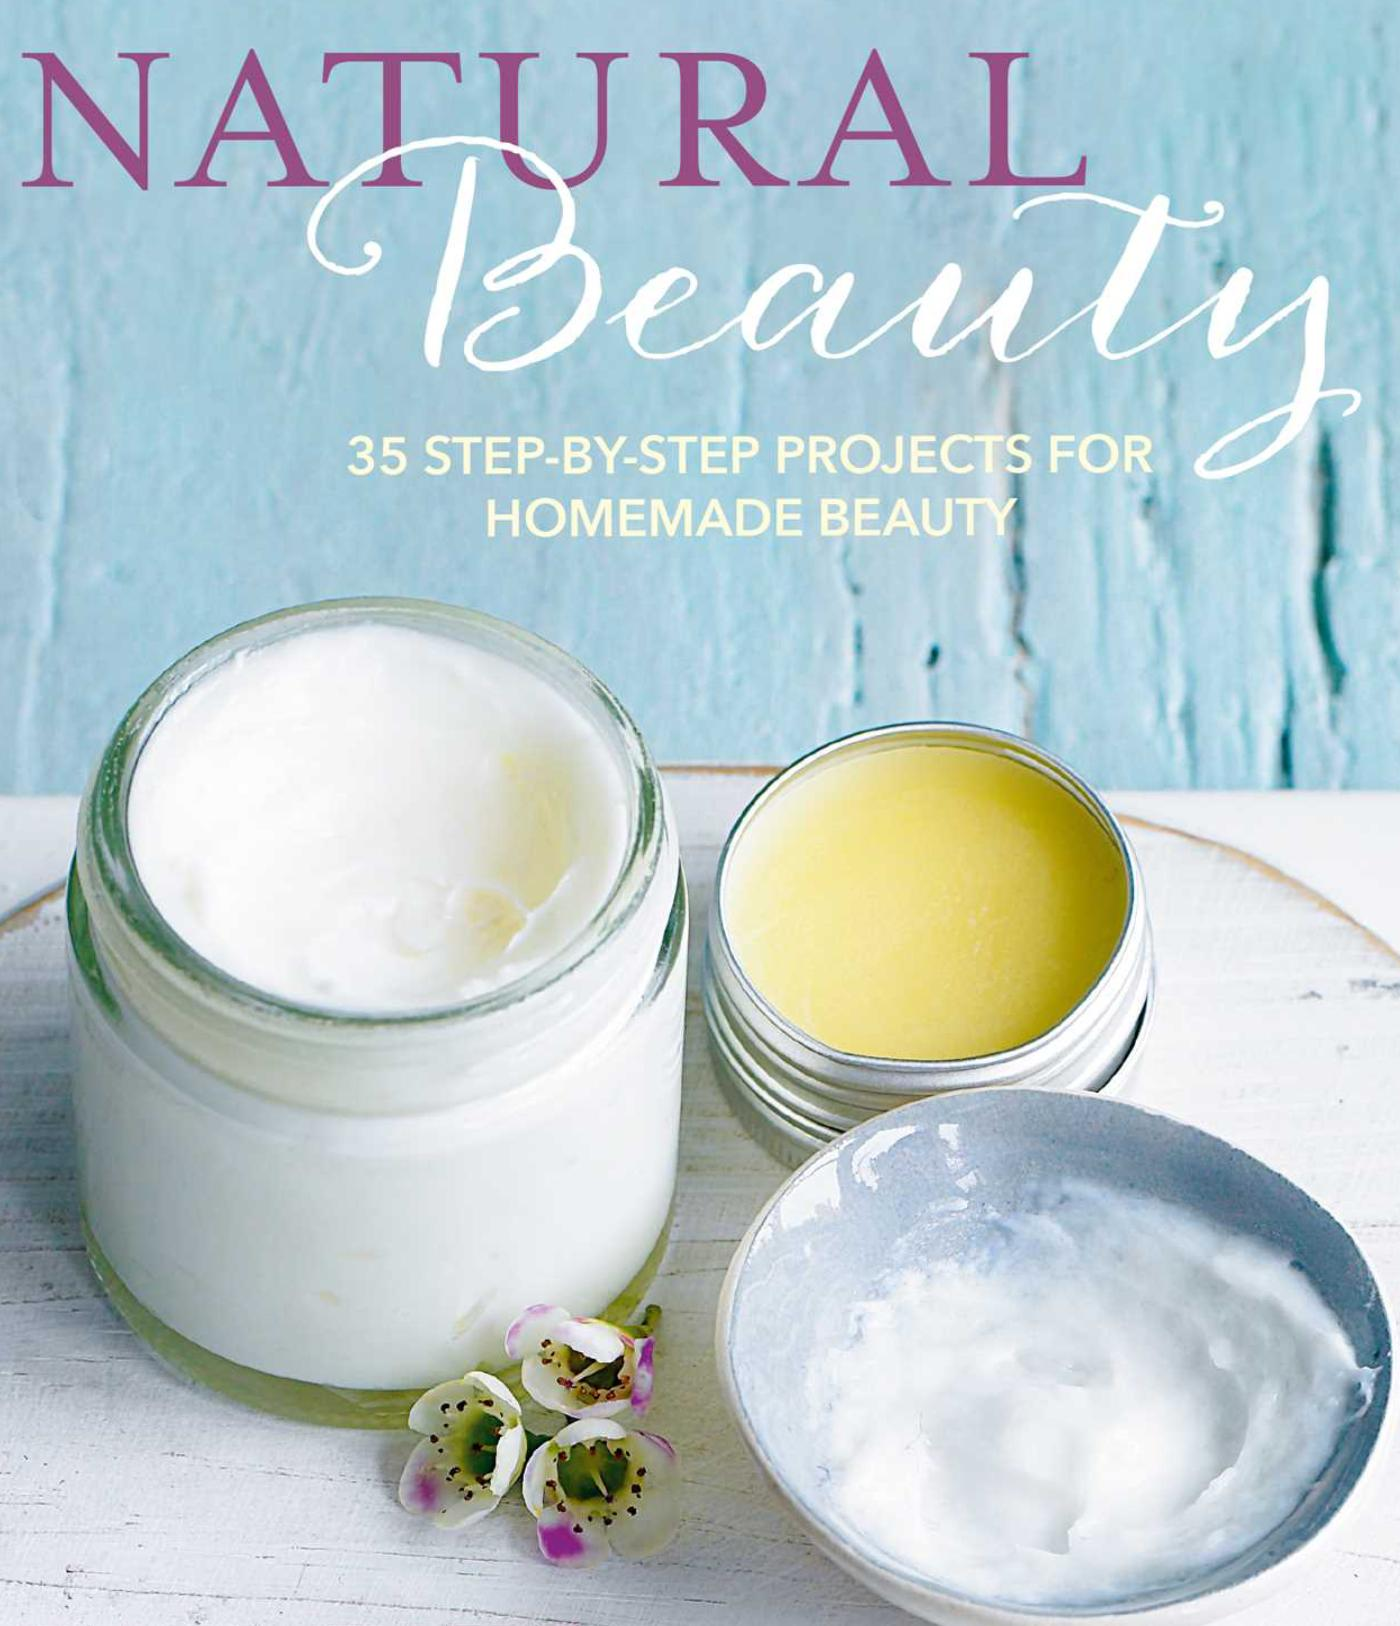 NATURAL
Beauty
35 STEP-BY-STEP PROJECTS FOR
HOMEMADE BEAUTY